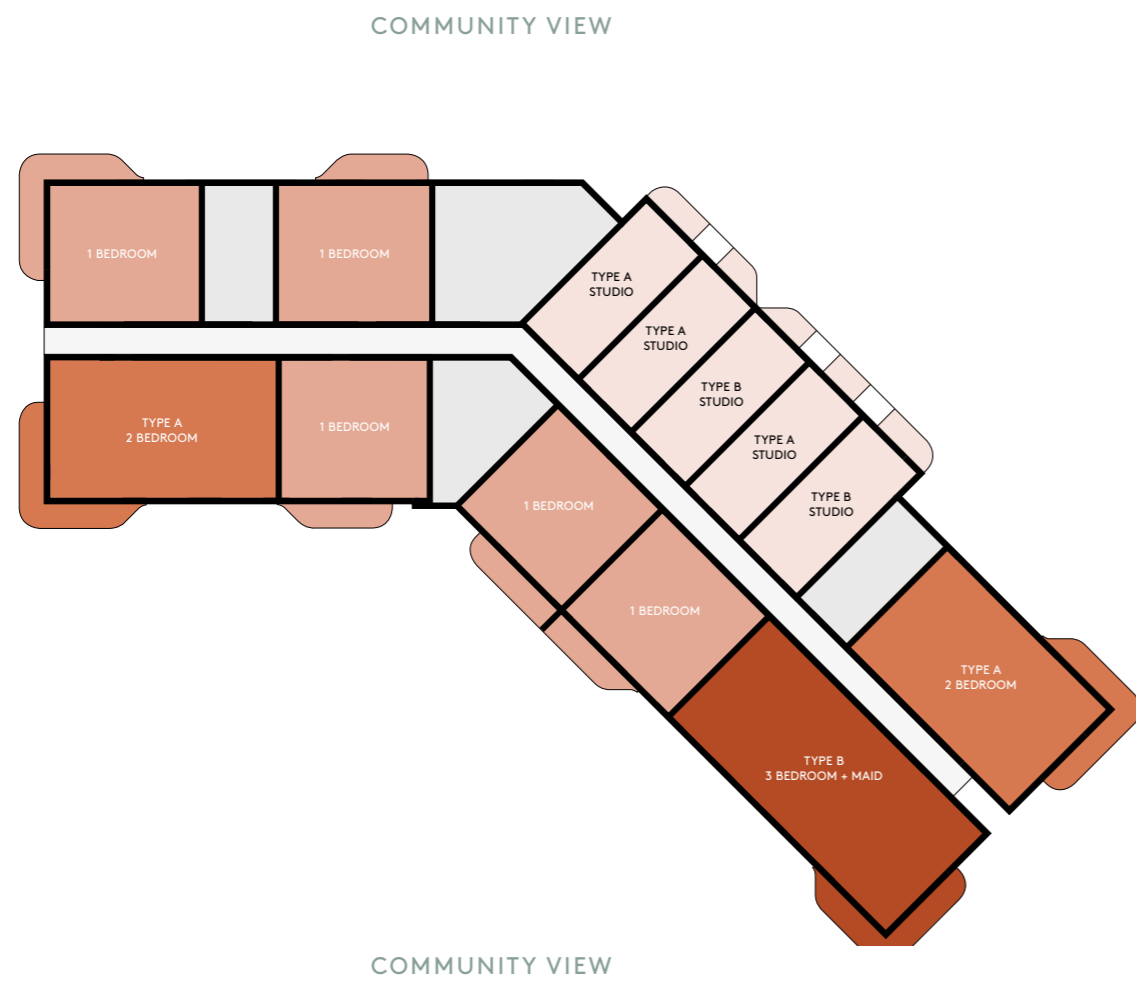 COMMUNITY VIEW
1 BEDROOM
1 BEDROOM
TYPE A
STUDIO
TYPE A
STUDIO
TYPE B
STUDIO
TYPE A
STUDIO
TYPE B
STUDIO
TYPE A
2 BEDROOM
1 BEDROOM
1 BEDROOM
1 BEDROOM
TYPE A
2 BEDROOM
TYPE B
3 BEDROOM + MAID
COMMUNITY VIEW